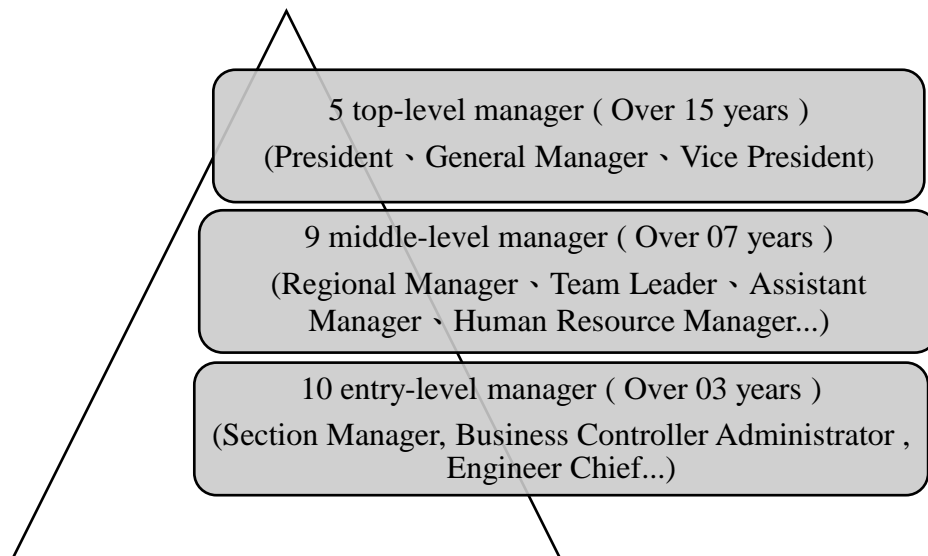 5 top-level manager ( Over 15 years )
(President、General Manager、Vice President)
9 middle-level manager ( Over 07 years )
(Regional Manager、Team Leader、Assistant
Manager、Human Resource Manager...)
10 entry-level manager ( Over 03 years )
(Section Manager, Business Controller Administrator ,
Engineer Chief...)